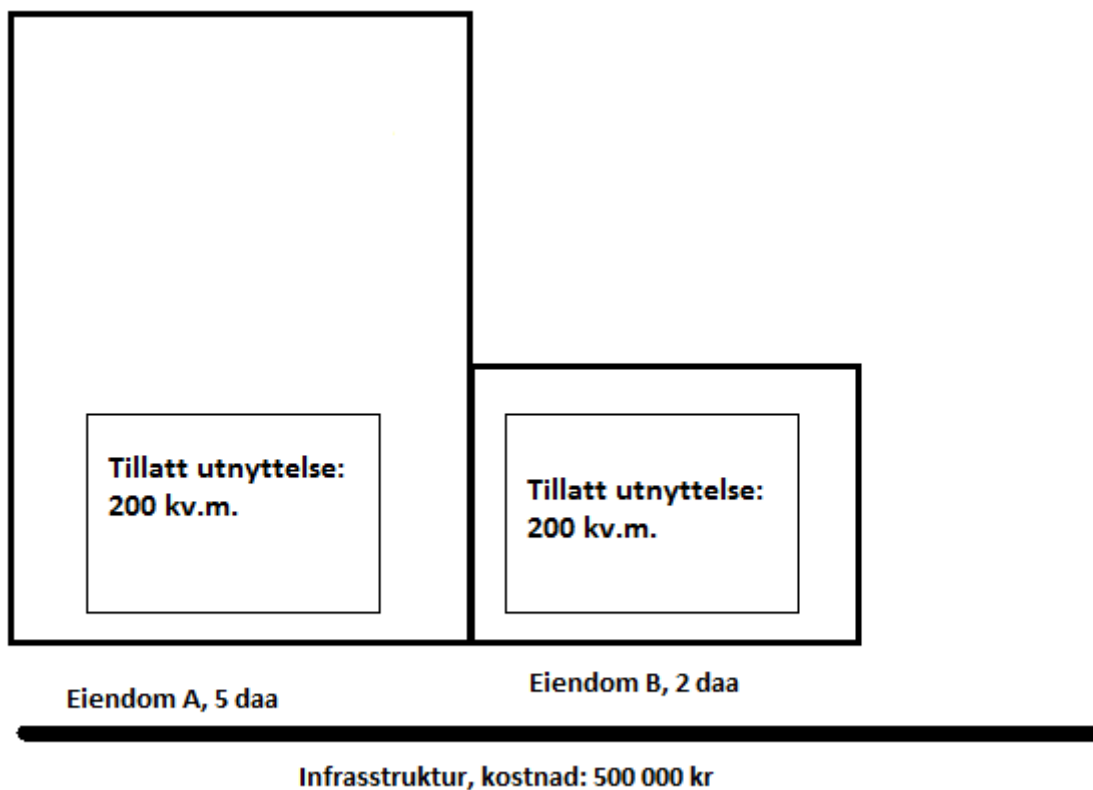 Tillatt utnyttelse:
200 kv.m.
Tillatt utnyttelse:
200 kv.m.
Eiendom A, 5 daa
Eiendom B, 2 daa
Infrasstruktur, kostnad: 500 000 kr